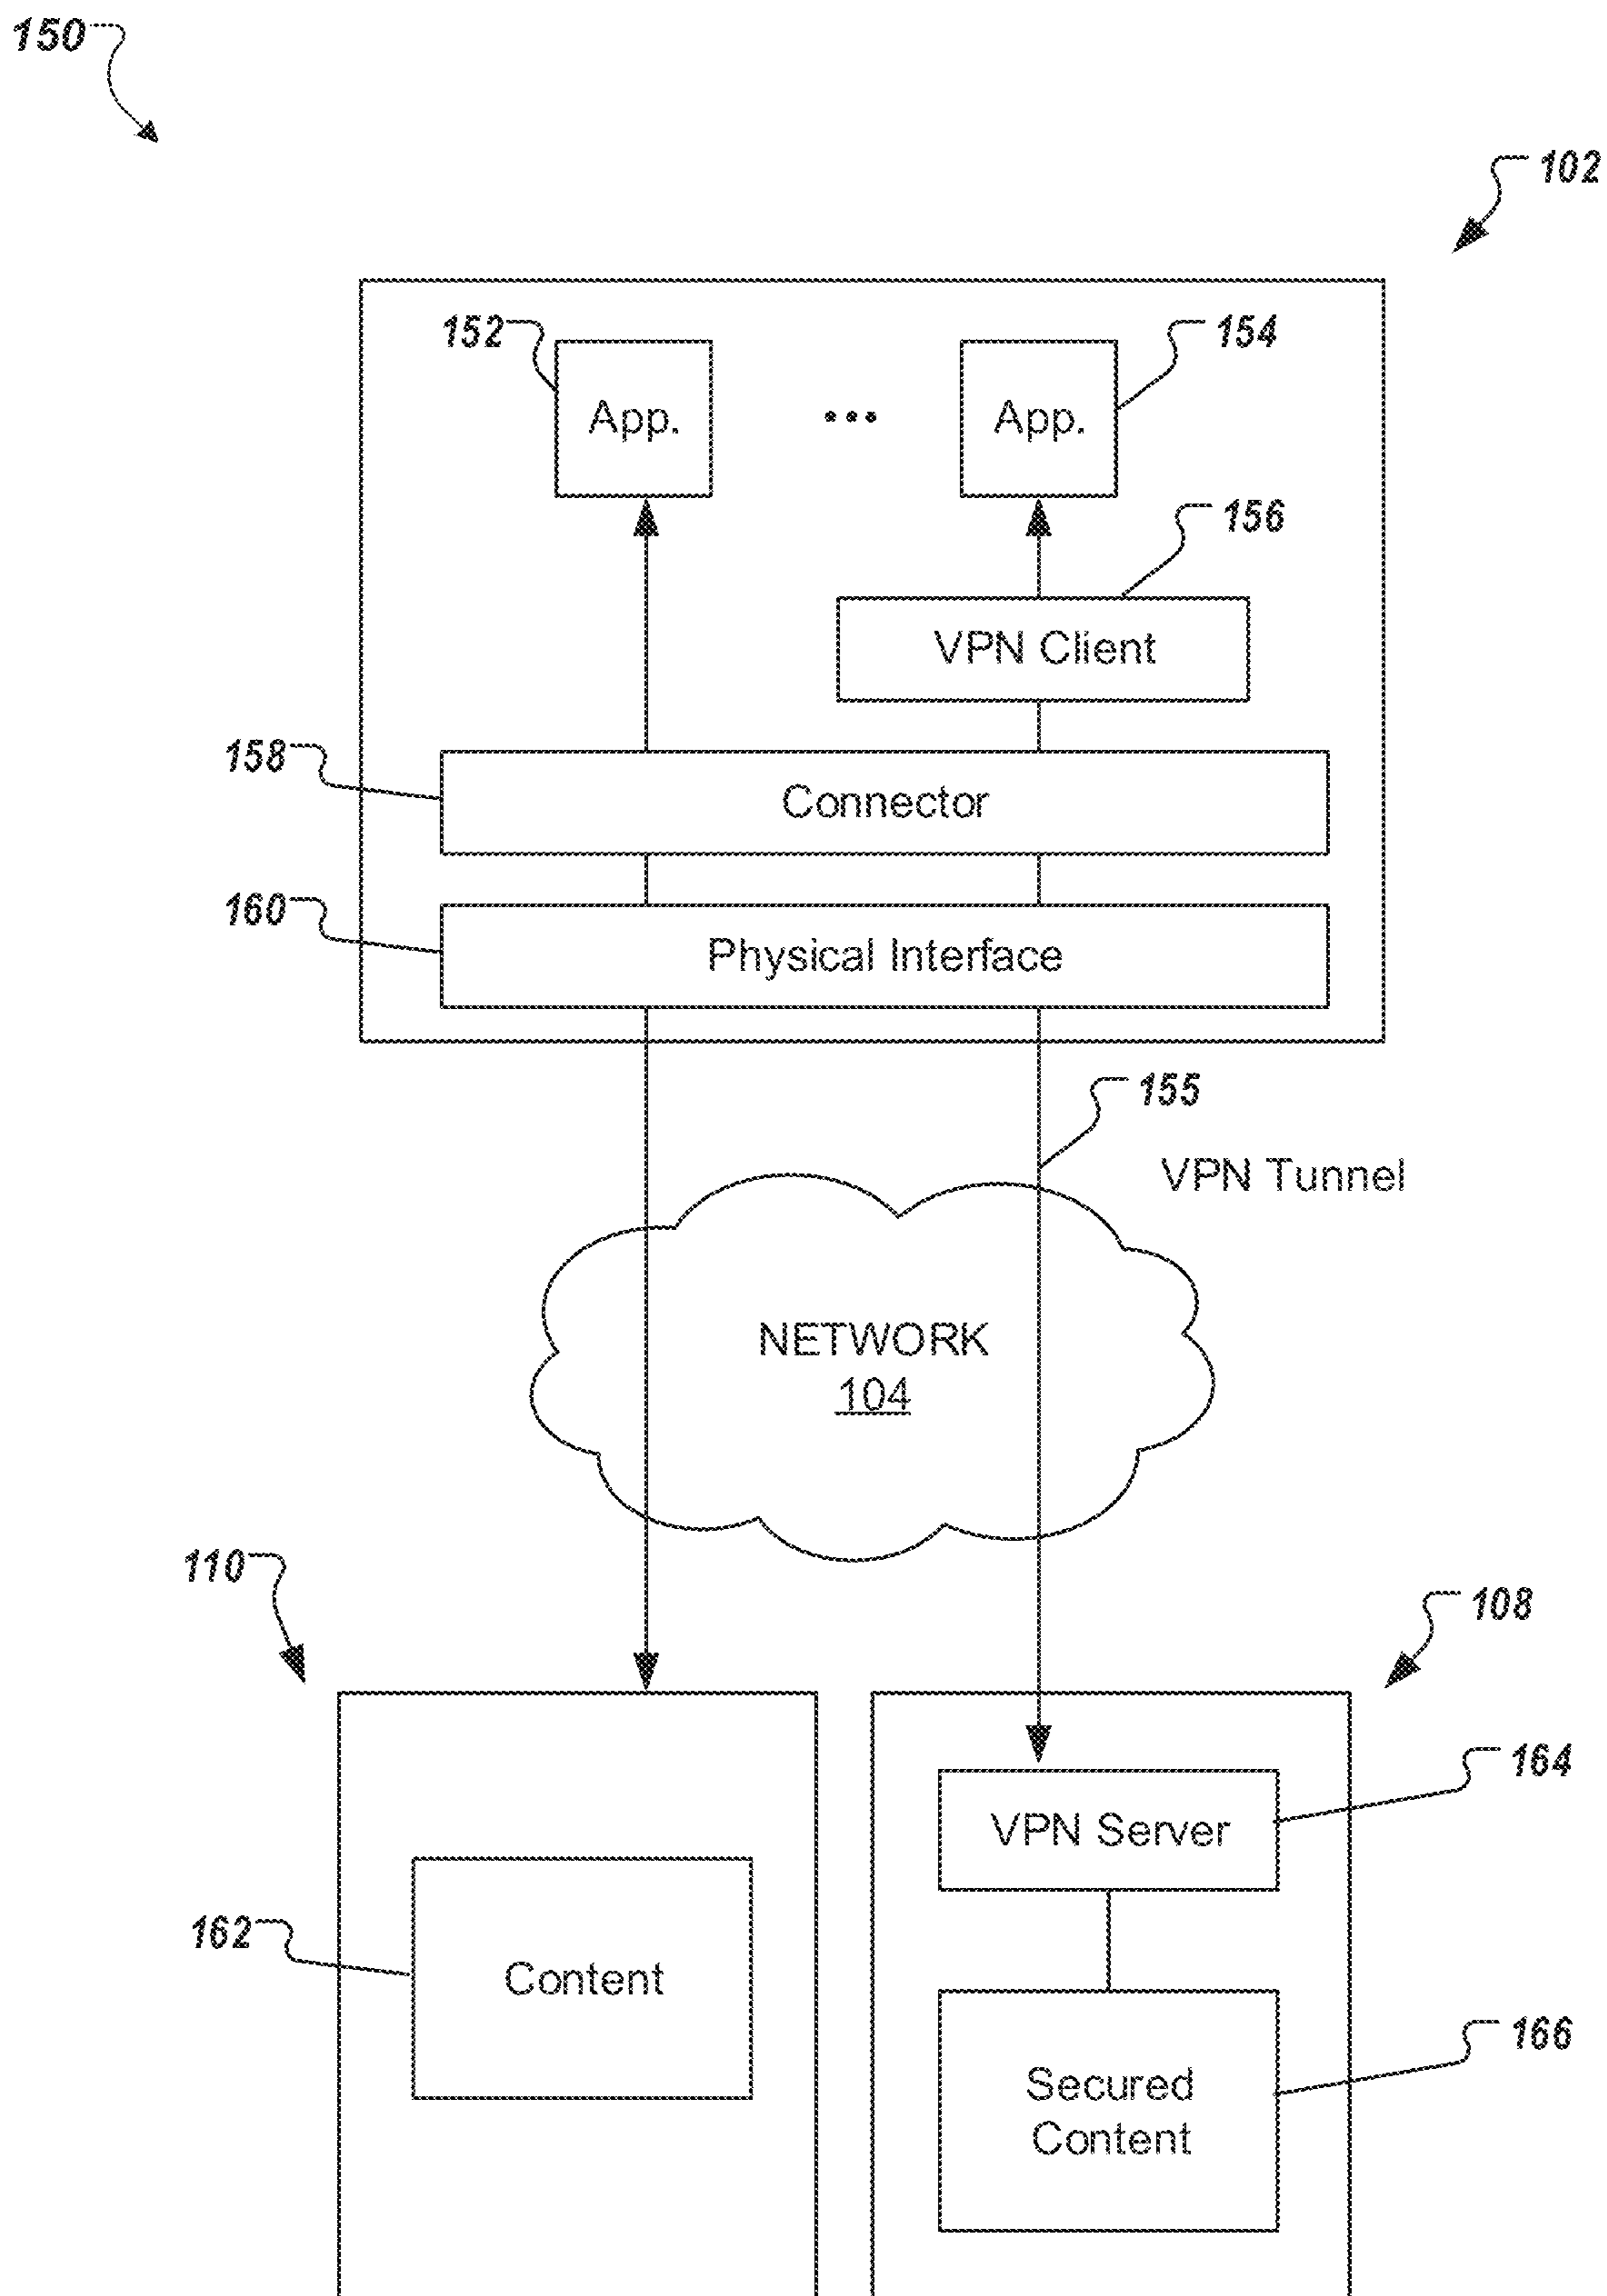 150
102
152
154
App.
...
App.
156
VPN Client
158
Connector
160
Physical Interface
155
VPN Tunnel
NETWORK
104
110
108
164
VPN Server
162
Content
166
Secured
Content